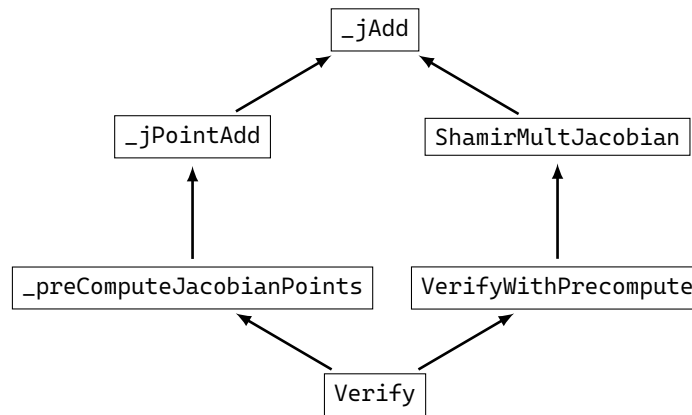 _jAdd
_jPointAdd
ShamirMultJacobian
_preComputeJacobianPoints
VerifyWithPrecompute
Verify